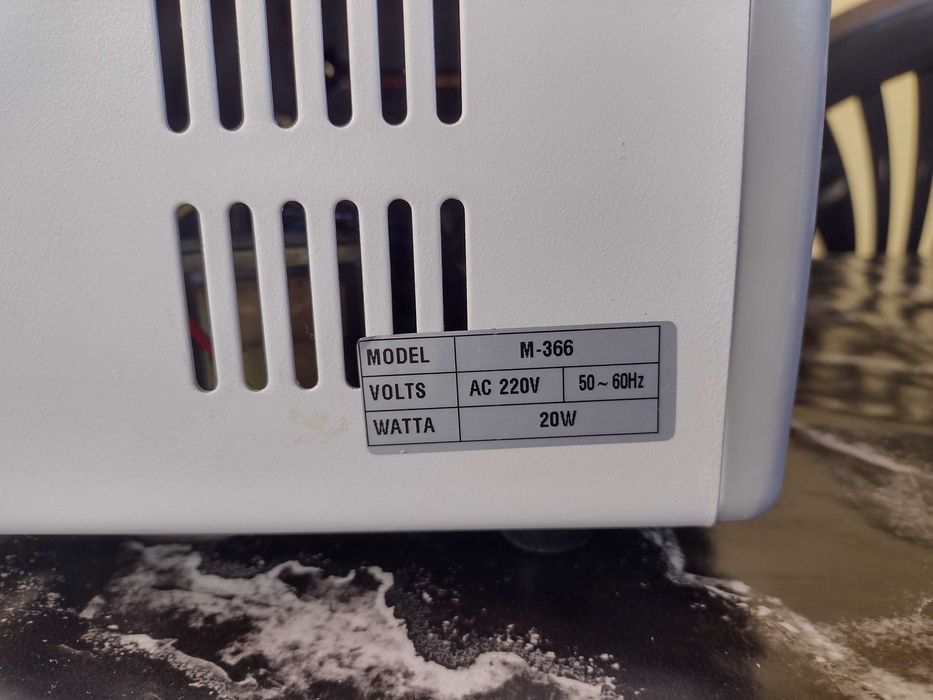 MODEL M-366
VOLTS AC 220V 50~60Hz
WATTA 20W